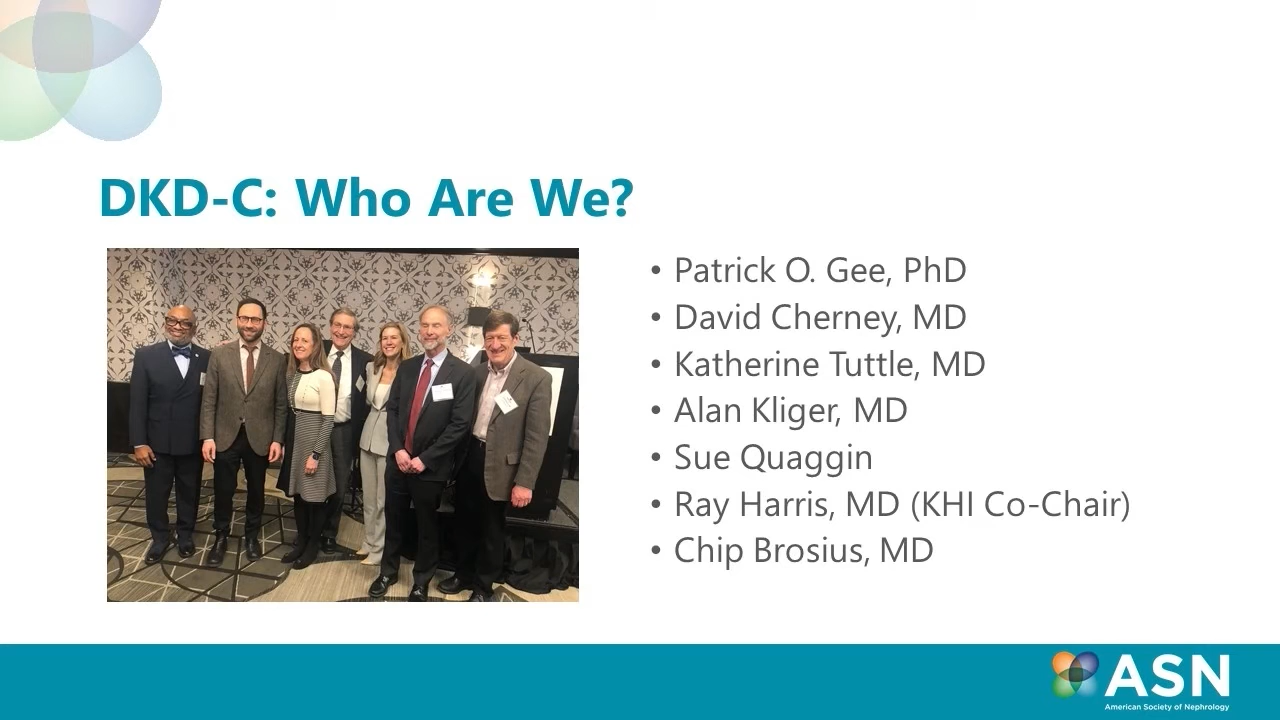 DKD-C: Who Are We?
• Patrick O. Gee, PhD
• David Cherney, MD
• Katherine Tuttle, MD
• Alan Kliger, MD
• Sue Quaggin
• Ray Harris, MD (KHI Co-Chair)
• Chip Brosius, MD
ASN
American Society of Nephrology